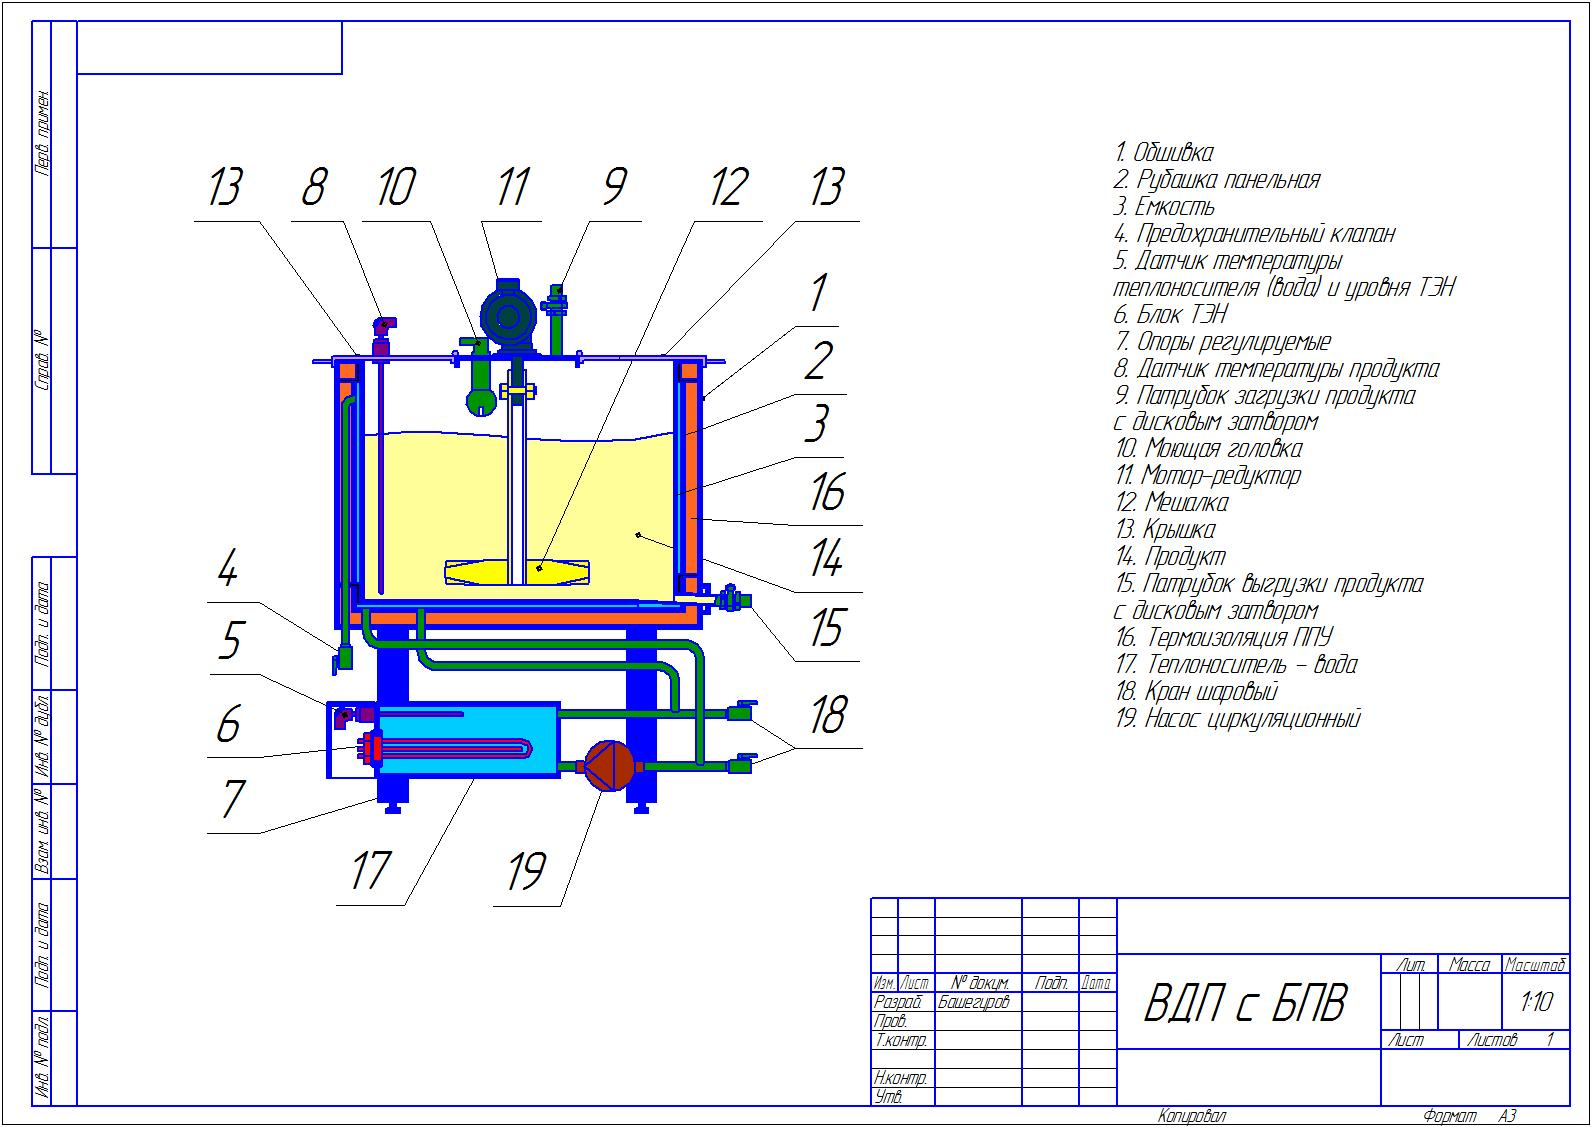 Перв. примен.
Справ. №
Подп. и дата
Инв. № дубл.
Взам. инв. №
Подп. и дата
Инв. № подл.
13
8
10
11
9
12
13
1
2
3
16
14
15
18
4
5
6
7
17
19
1. Обшивка
2. Рубашка панельная
3. Емкость
4. Предохранительный клапан
5. Датчик температуры
теплоносителя (вода) и уровня ТЭН
6. Блок ТЭН
7. Опоры регулируемые
8. Датчик температуры продукта
9. Патрубок загрузки продукта
с дисковым затвором
10. Моющая головка
11. Мотор-редуктор
12. Мешалка
13. Крышка
14. Продукт
15. Патрубок выгрузки продукта
с дисковым затвором
16. Термоизоляция ППУ
17. Теплоноситель - вода
18. Кран шаровый
19. Насос циркуляционный
Изм. Лист № докум. Подп. Дата
Разраб. Башегуров
Пров.
Т.контр.
Н.контр.
Утв.
ВДП с БПВ
Лит. Масса Масштаб
1:10
Лист Листов 1
Копировал Формат А3